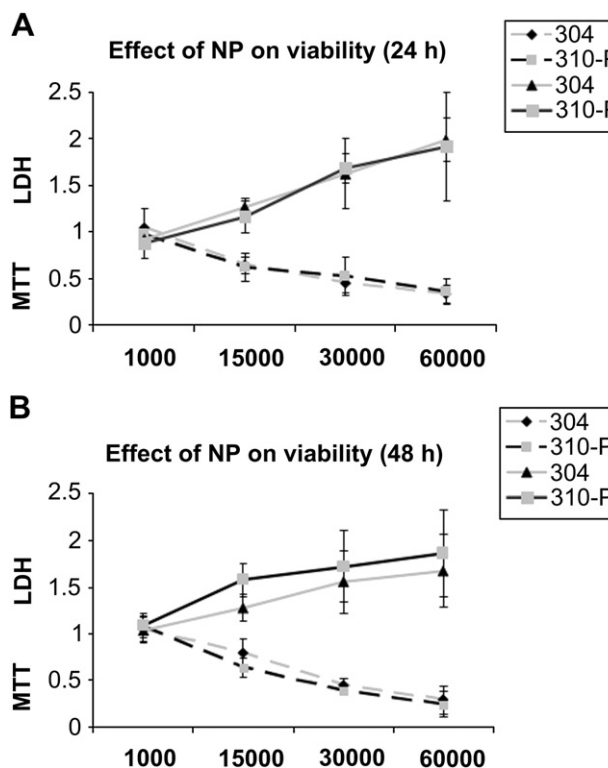 A
Effect of NP on viability (24 h)
304
310-F
304
310-F
2.5
2
1.5
1
0.5
0
LDH
MTT
1000 15000 30000 60000
B
Effect of NP on viability (48 h)
304
310-F
304
310-F
2.5
2
1.5
1
0.5
0
LDH
MTT
1000 15000 30000 60000